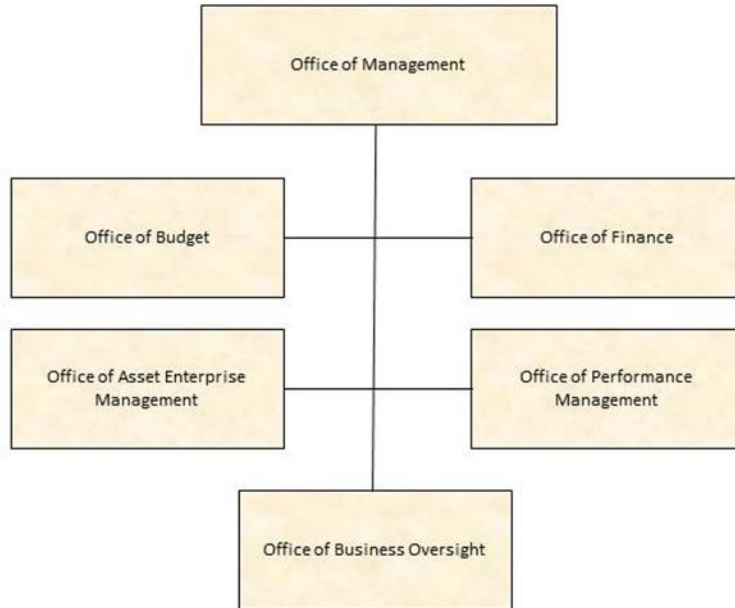 Office of Management
Office of Budget
Office of Finance
Office of Asset Enterprise
Management
Office of Performance
Management
Office of Business Oversight